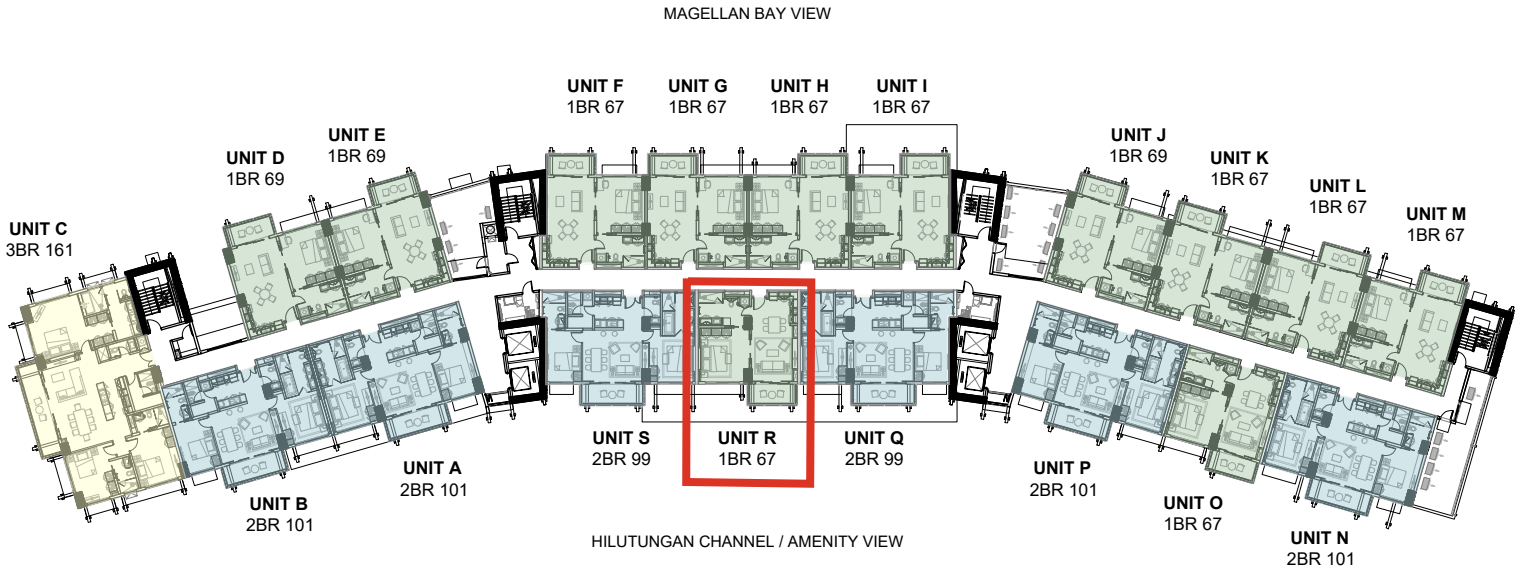 MAGELLAN BAY VIEW
UNIT F
1BR 67
UNIT G
1BR 67
UNIT H
1BR 67
UNIT I
1BR 67
UNIT E
1BR 69
UNIT D
1BR 69
UNIT J
1BR 69
UNIT K
1BR 67
UNIT L
1BR 67
UNIT M
1BR 67
UNIT C
3BR 161
UNIT S
2BR 99
UNIT R
1BR 67
UNIT Q
2BR 99
UNIT A
2BR 101
UNIT P
2BR 101
UNIT B
2BR 101
UNIT O
1BR 67
UNIT N
2BR 101
HILUTUNGAN CHANNEL / AMENITY VIEW